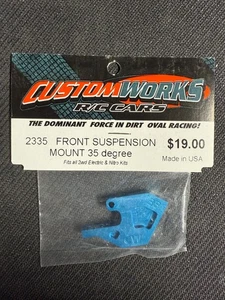 CUSTOMWORKS
R/C CARS
THE DOMINANT FORCE IN DIRT OVAL RACING!
2335 FRONT SUSPENSION $19.00
MOUNT 35 degree Made in USA
Fits all Dirt Electric & Nitro Kits